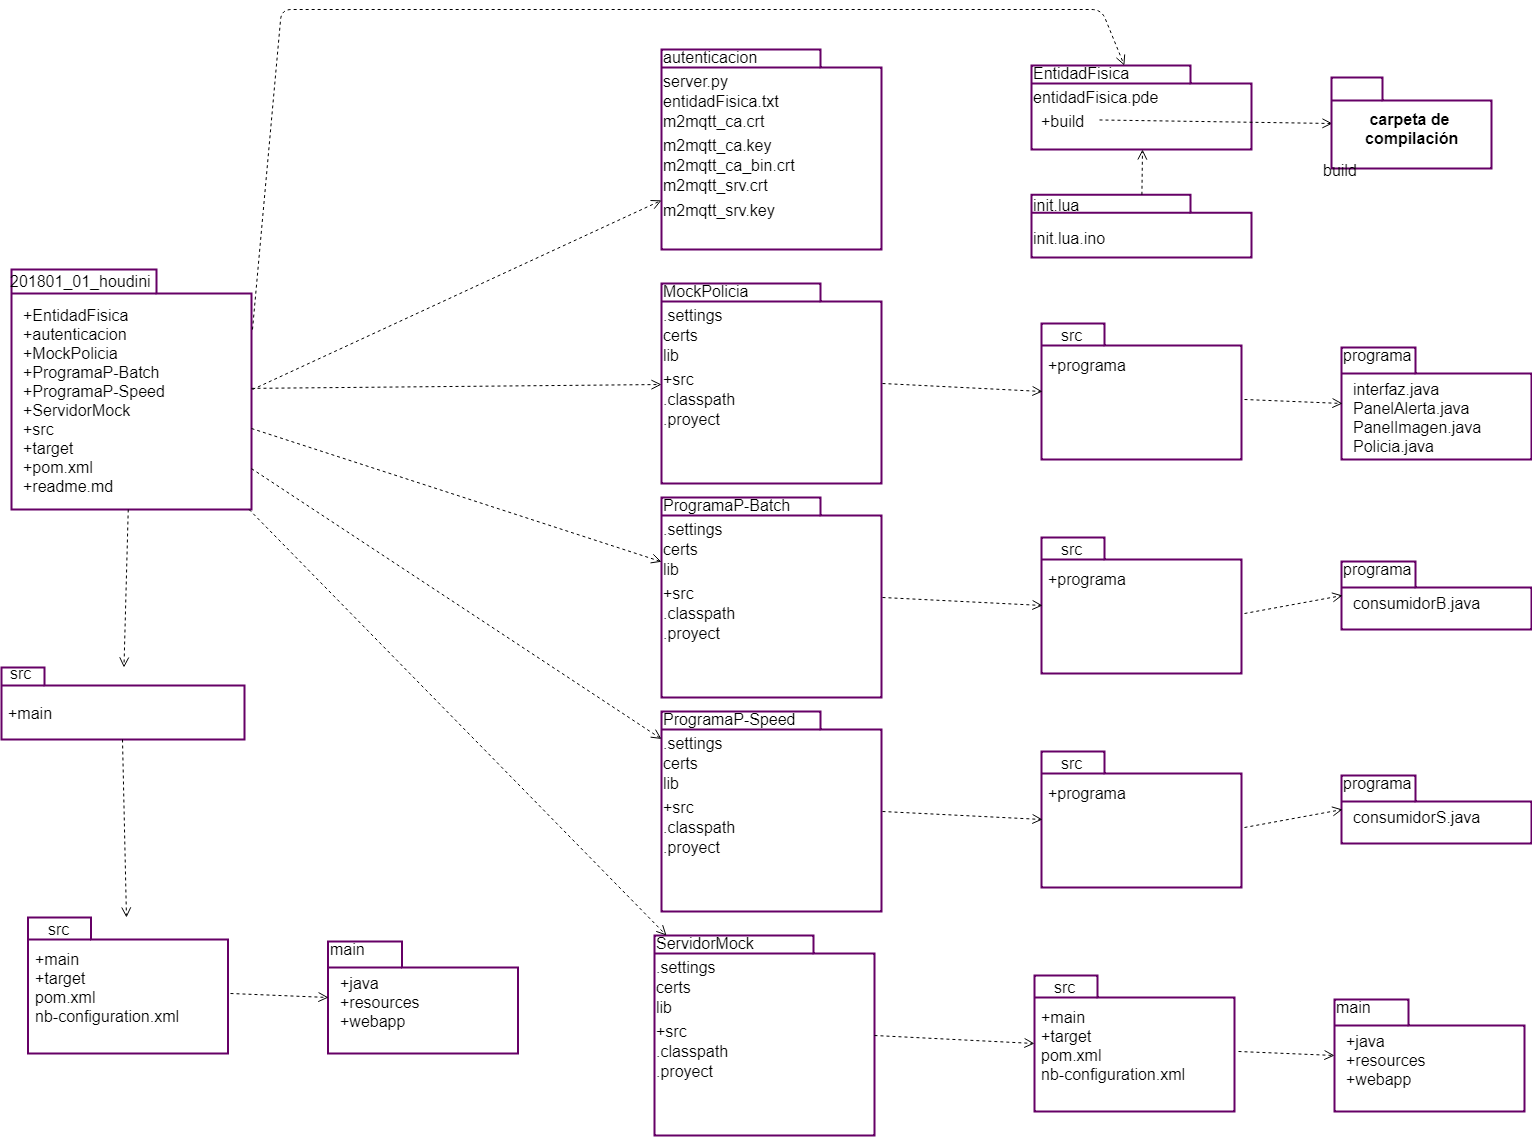 autenticacion
server.py
entidadFisica.txt
m2mqtt_ca.crt
m2mqtt_ca.key
m2mqtt_ca_bin.crt
m2mqtt_srv.crt
m2mqtt_srv.key
EntidadFisica
entidadFisica.pde
+build
carpeta de
compilación
build
init.lua
init.lua.ino
201801_01_houdini
+EntidadFisica
+autenticacion
+MockPolicia
+ProgramaP-Batch
+ProgramaP-Speed
+ServidorMock
+src
+target
+pom.xml
+readme.md
MockPolicia
.settings
certs
lib
+src
.classpath
.proyect
src
+programa
programa
interfaz.java
PanelAlerta.java
PanelImagen.java
Policia.java
ProgramaP-Batch
.settings
certs
lib
+src
.classpath
.proyect
src
+programa
programa
consumidorB.java
src
+main
ProgramaP-Speed
.settings
certs
lib
+src
.classpath
.proyect
src
+programa
programa
consumidorS.java
src
+main
+target
pom.xml
nb-configuration.xml
main
+java
+resources
+webapp
ServidorMock
.settings
certs
lib
+src
.classpath
.proyect
src
+main
+target
pom.xml
nb-configuration.xml
main
+java
+resources
+webapp